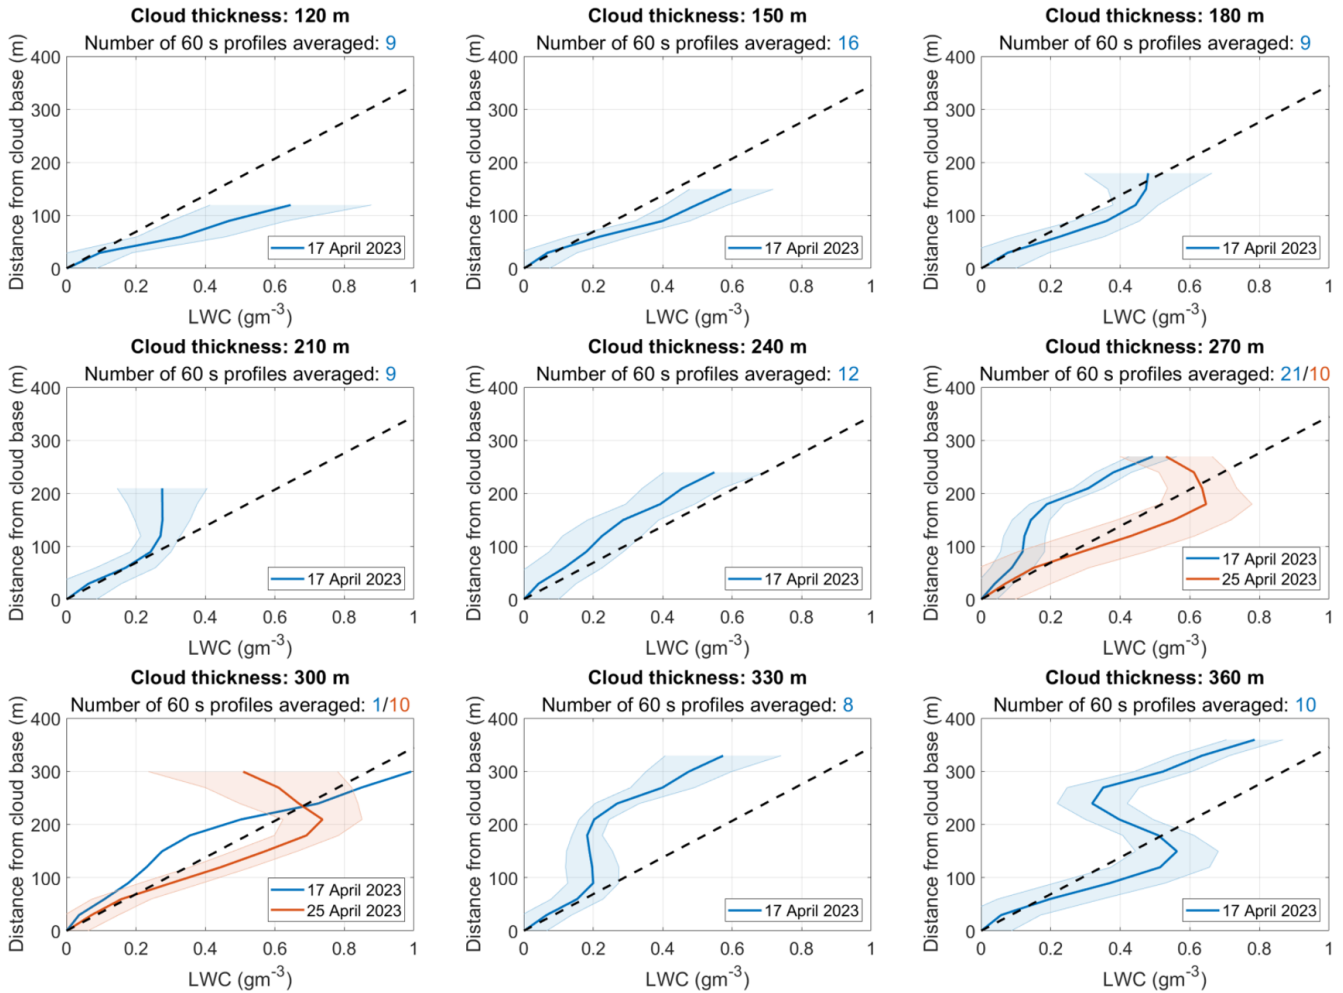 Cloud thickness: 120 m
Number of 60 s profiles averaged: 9
Distance from cloud base (m)
400
300
200
100
0
17 April 2023
0 0.2 0.4 0.6 0.8 1
LWC (gm-3)
Cloud thickness: 150 m
Number of 60 s profiles averaged: 16
Distance from cloud base (m)
400
300
200
100
0
17 April 2023
0 0.2 0.4 0.6 0.8 1
LWC (gm-3)
Cloud thickness: 180 m
Number of 60 s profiles averaged: 9
Distance from cloud base (m)
400
300
200
100
0
17 April 2023
0 0.2 0.4 0.6 0.8 1
LWC (gm-3)
Cloud thickness: 210 m
Number of 60 s profiles averaged: 9
Distance from cloud base (m)
400
300
200
100
0
17 April 2023
0 0.2 0.4 0.6 0.8 1
LWC (gm-3)
Cloud thickness: 240 m
Number of 60 s profiles averaged: 12
Distance from cloud base (m)
400
300
200
100
0
17 April 2023
0 0.2 0.4 0.6 0.8 1
LWC (gm-3)
Cloud thickness: 270 m
Number of 60 s profiles averaged: 21/10
Distance from cloud base (m)
400
300
200
100
0
17 April 2023
25 April 2023
0 0.2 0.4 0.6 0.8 1
LWC (gm-3)
Cloud thickness: 300 m
Number of 60 s profiles averaged: 1/10
Distance from cloud base (m)
400
300
200
100
0
17 April 2023
25 April 2023
0 0.2 0.4 0.6 0.8 1
LWC (gm-3)
Cloud thickness: 330 m
Number of 60 s profiles averaged: 8
Distance from cloud base (m)
400
300
200
100
0
17 April 2023
0 0.2 0.4 0.6 0.8 1
LWC (gm-3)
Cloud thickness: 360 m
Number of 60 s profiles averaged: 10
Distance from cloud base (m)
400
300
200
100
0
17 April 2023
0 0.2 0.4 0.6 0.8 1
LWC (gm-3)